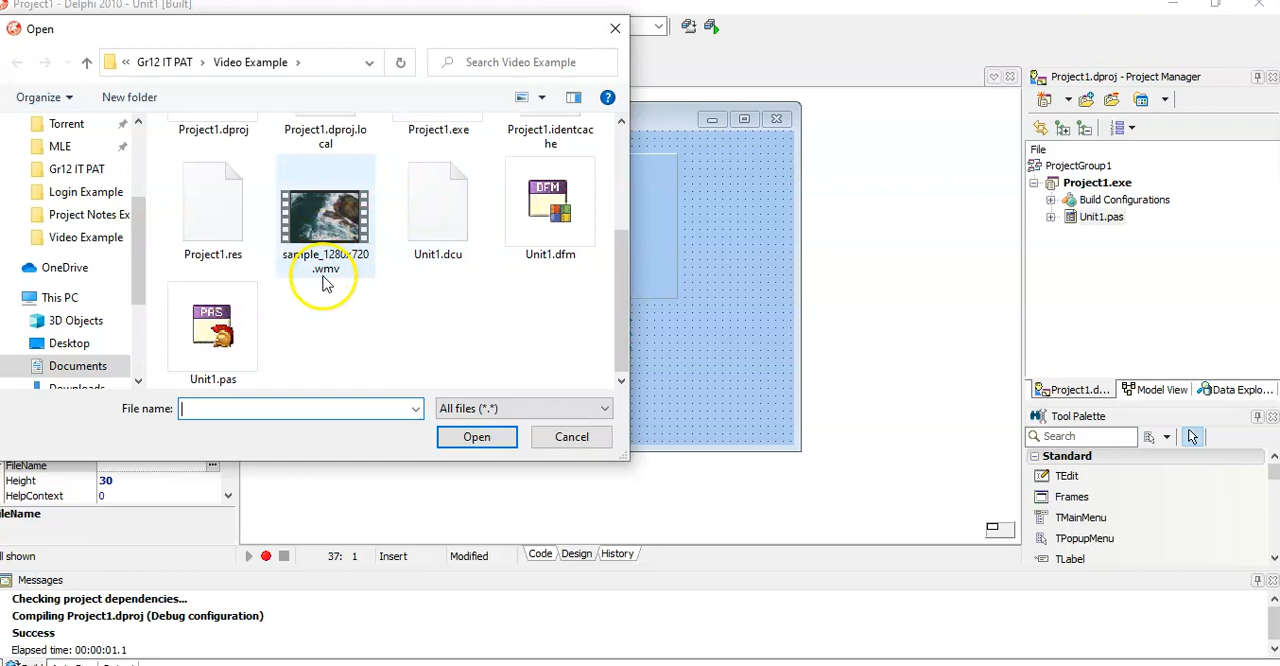 Project1 - Delphi 2010 - Unit1 [Built]
Open
« Gr12 IT PAT > Video Example >
Search Video Example
Organize
New folder
Torrent
MLE
Gr12 IT PAT
Login Example
Project Notes Ex
Video Example
OneDrive
This PC
3D Objects
Desktop
Documents
Downloads
Project1.dproj
Project1.dproj.lo
cal
Project1.exe
Project1.identcac
he
Project1.res
sample_1280x720
.wmv
Unit1.dcu
DFM
Unit1.dfm
PAS
Unit1.pas
File name:
All files (*.*)
Open
Cancel
FileName
Height 30
HelpContext 0
ileName
ll shown
37: 1
Insert
Modified
Code
Design
History
Messages
Checking project dependencies...
Compiling Project1.dproj (Debug configuration)
Success
Elapsed time: 00:00:01.1
Project1.dproj - Project Manager
File
ProjectGroup1
Project1.exe
Build Configurations
Unit1.pas
Project1.d...
Model View
Data Explo...
Tool Palette
Search
Standard
TEdit
Frames
TMainMenu
TPopupMenu
TLabel